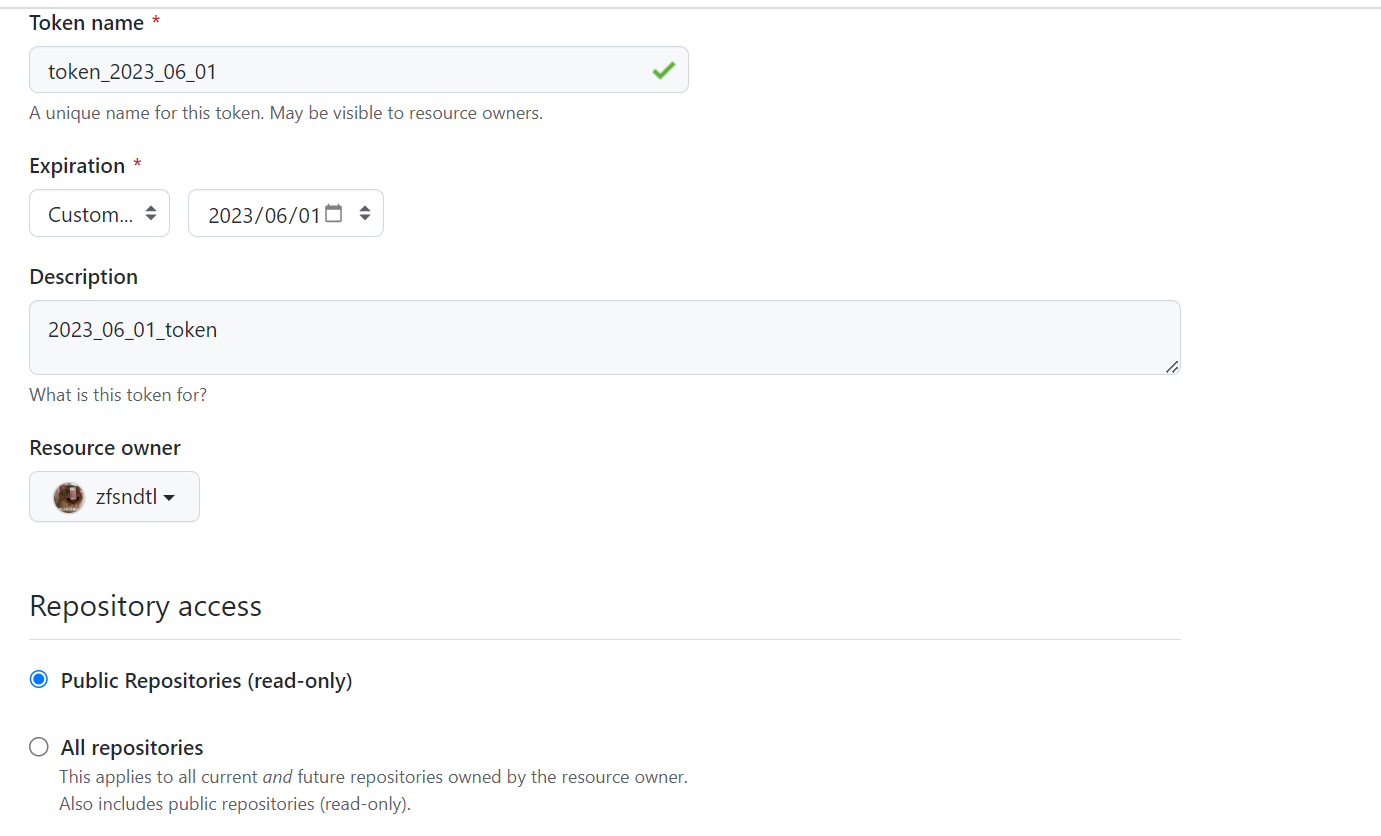 Token name *
token_2023_06_01
A unique name for this token. May be visible to resource owners.
Expiration *
Custom... 2023/06/01
Description
2023_06_01_token
What is this token for?
Resource owner
zfsndtl
Repository access
Public Repositories (read-only)
All repositories
This applies to all current and future repositories owned by the resource owner.
Also includes public repositories (read-only).